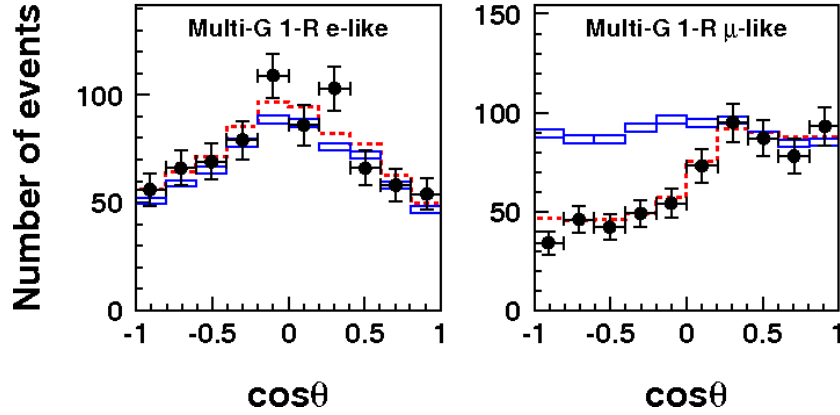 Number of events
Multi-G 1-R e-like
100
50
0
-1 -0.5 0 0.5 1
cosθ
Multi-G 1-R μ-like
150
100
50
0
-1 -0.5 0 0.5 1
cosθ